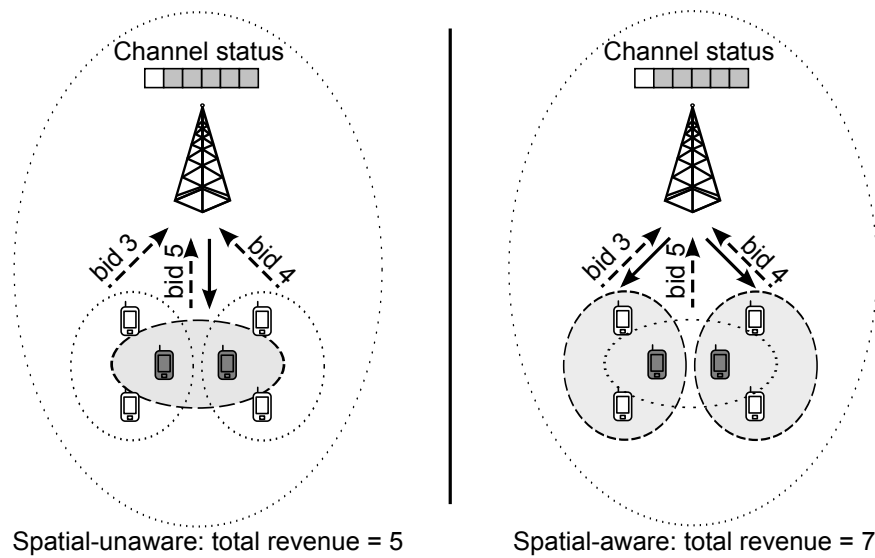 Channel status
bid 3
bid 5
bid 4
Spatial-unaware: total revenue = 5
Channel status
bid 3
bid 5
bid 4
Spatial-aware: total revenue = 7